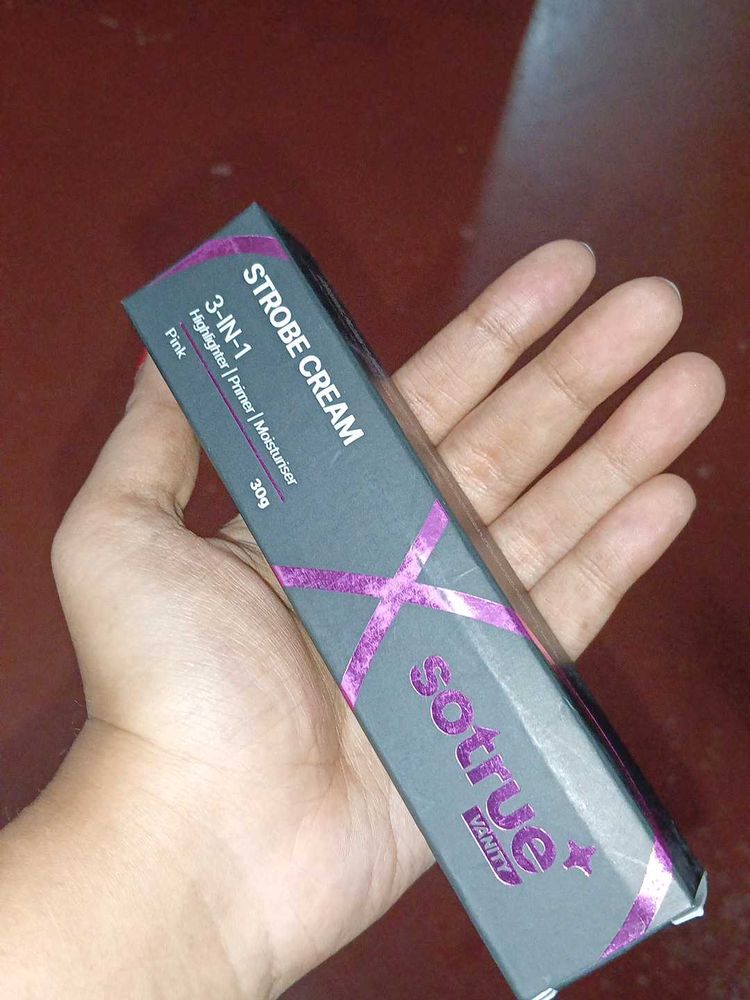 STROBE CREAM
3-IN-1
Highlighter | Primer | Moisturiser
Pink
30g
sotrue
VANITY